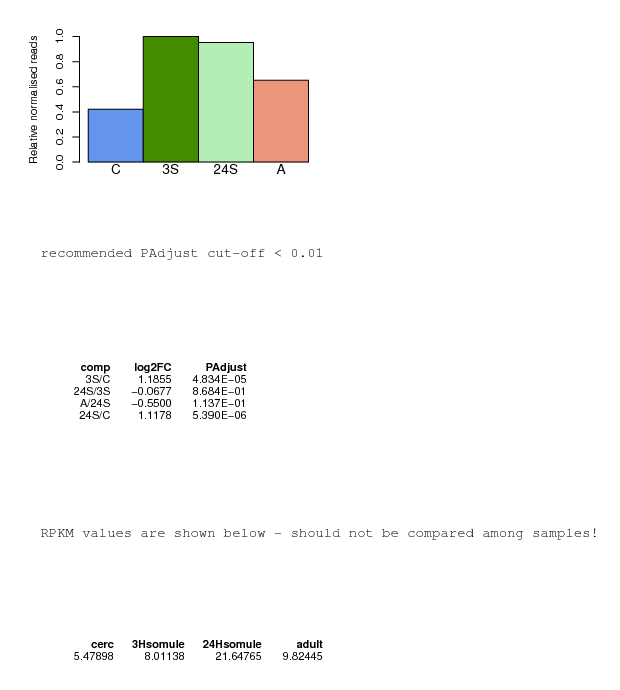 Relative normalised reads
1.0
0.8
0.6
0.4
0.2
0.0
C 3S 24S A
recommended PAdjust cut-off < 0.01
comp log2FC PAdjust
3S/C 1.1855 4.834E−05
24S/3S −0.0677 8.684E−01
A/24S −0.5500 1.137E−01
24S/C 1.1178 5.390E−06
RPKM values are shown below - should not be compared among samples!
cerc 3Hsomule 24Hsomule adult
5.47898 8.01138 21.64765 9.82445